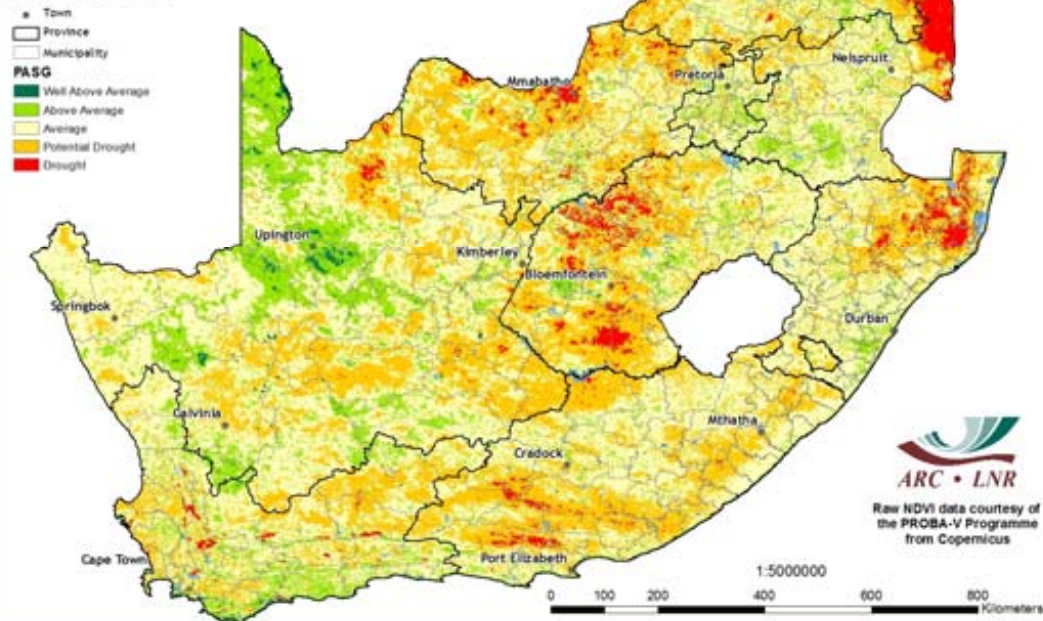 Town
Province
Municipality
PASG
Well Above Average
Above Average
Average
Potential Drought
Drought
Mmabatho
Pretoria
Nelspruit
Upington
Kimberley
Bloemfontein
Springbok
Durban
Calvinia
Mthatha
Cradock
Cape Town
Port Elizabeth
ARC • LNR
Raw NDVI data courtesy of
the PROBA-V Programme
from Copernicus
1:5000000
0 100 200 400 600 800
Kilometers